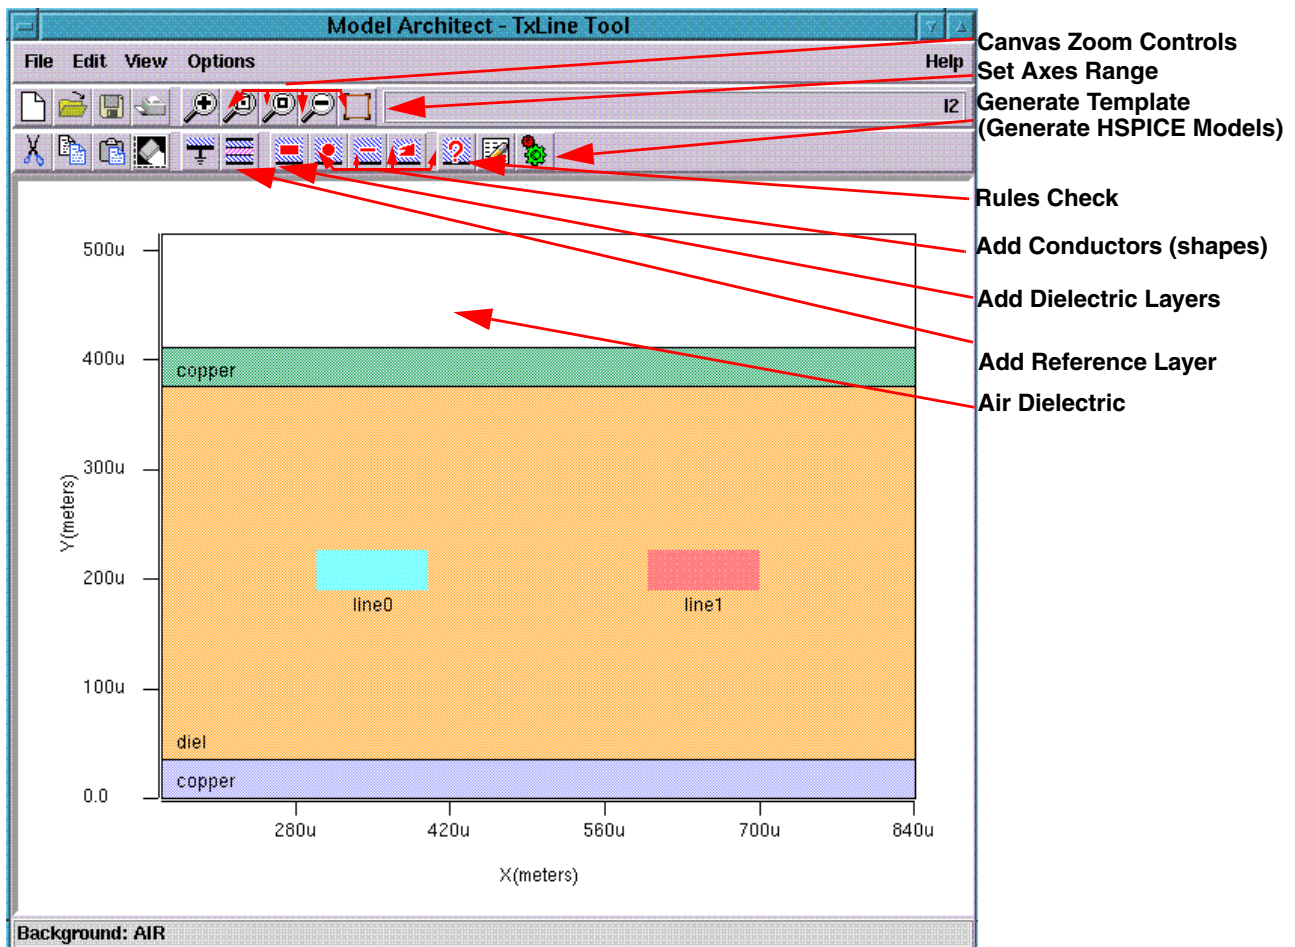 Model Architect - TxLine Tool
File Edit View Options Help
I2
Canvas Zoom Controls
Set Axes Range
Generate Template
(Generate HSPICE Models)
Rules Check
Add Conductors (shapes)
Add Dielectric Layers
Add Reference Layer
Air Dielectric
500u
400u
300u
200u
100u
0.0
Y(meters)
copper
line0
line1
diel
copper
280u 420u 560u 700u 840u
X(meters)
Background: AIR